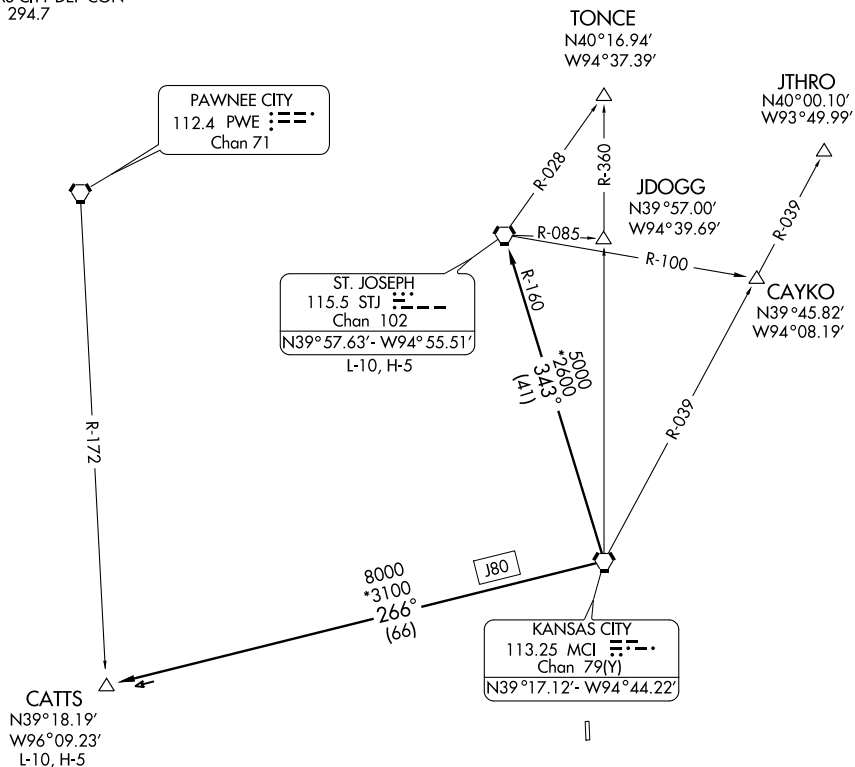 294.7
TONCE
N40°16.94'
W94°37.39'
JTHRO
N40°00.10'
W93°49.99'
PAWNEE CITY
112.4 PWE
Chan 71
R-028
R-360
R-039
JDOGG
N39°57.00'
W94°39.69'
R-085
R-100
CAYKO
N39°45.82'
W94°08.19'
ST. JOSEPH
115.5 STJ
Chan 102
N39°57.63'- W94°55.51'
L-10, H-5
R-160
5000
*2600
343°
(41)
R-172
R-039
J80
8000
*3100
266°
(66)
KANSAS CITY
113.25 MCI
Chan 79(Y)
N39°17.12'- W94°44.22'
CATTS
N39°18.19'
W96°09.23'
L-10, H-5